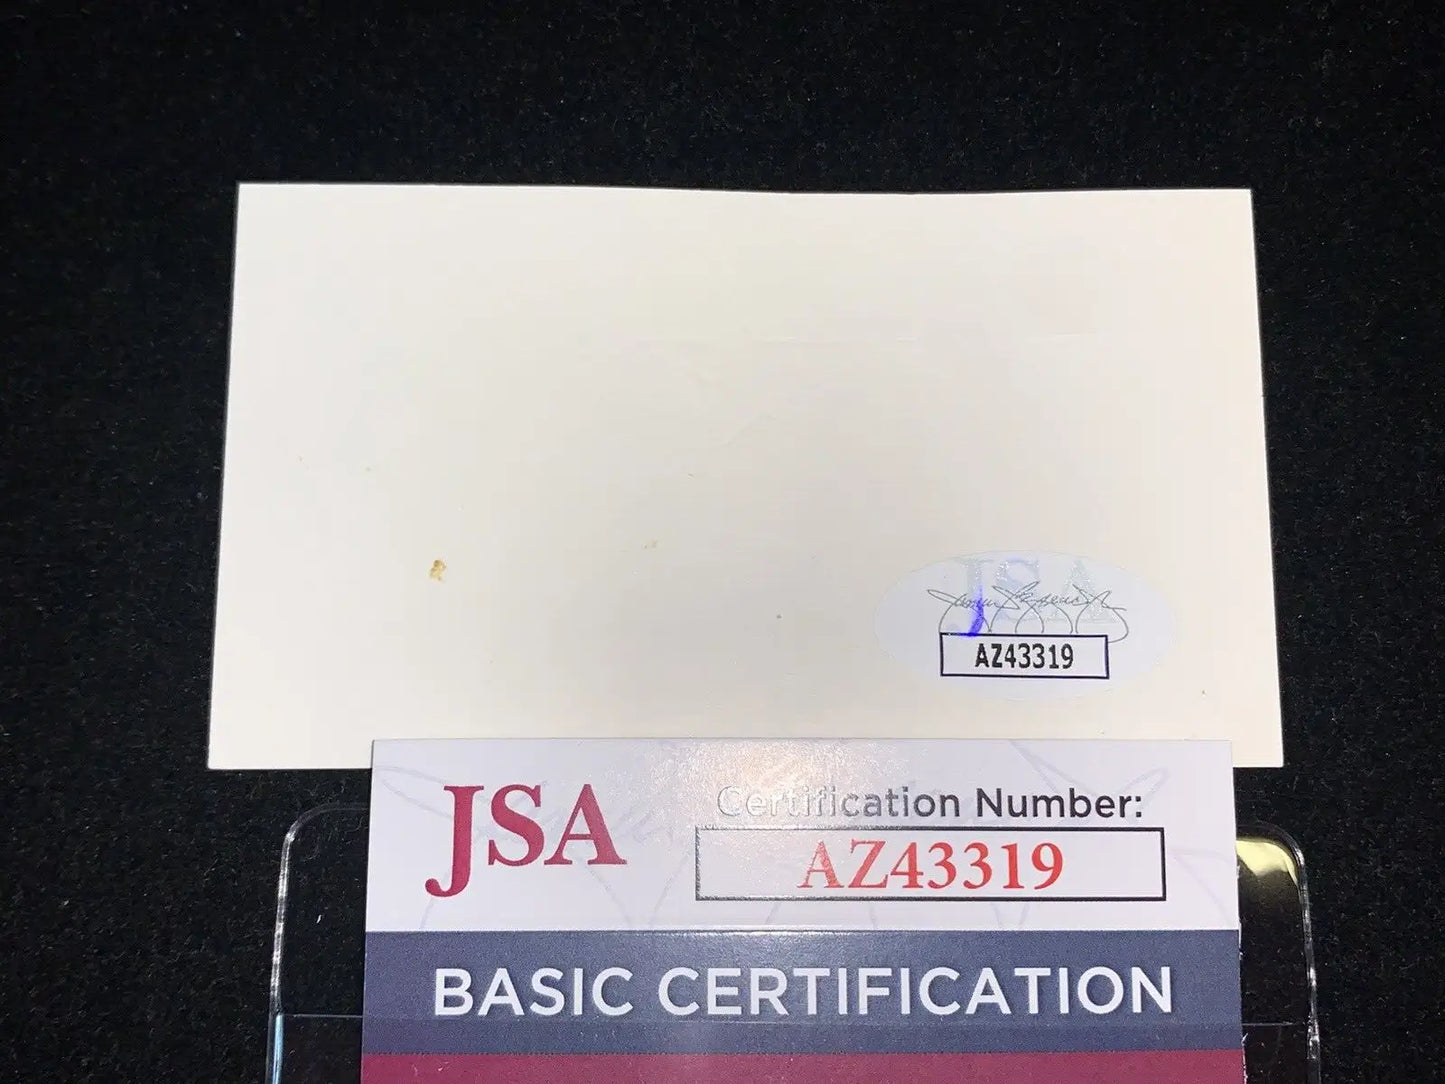 JSA
AZ43319
JSA
Certification Number:
AZ43319
BASIC CERTIFICATION